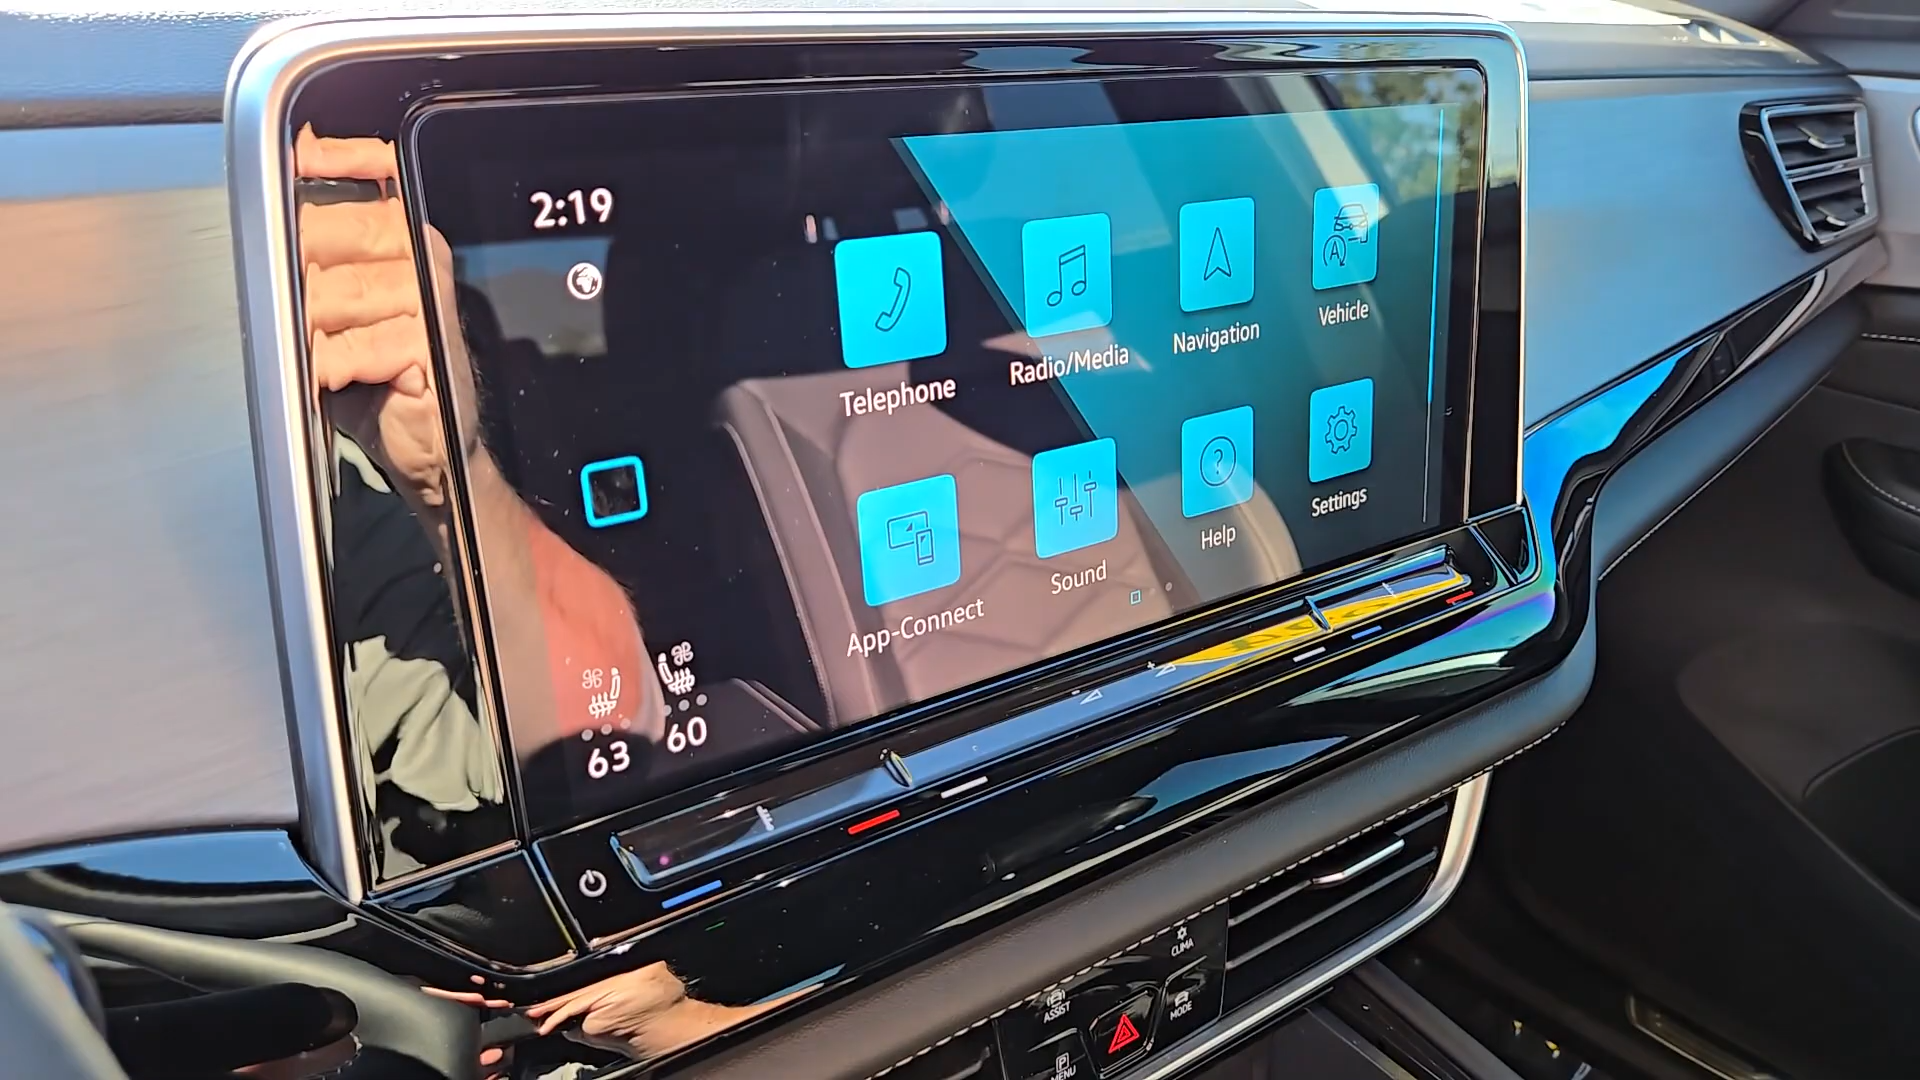 2:19
Telephone
Radio/Media
Navigation
A
Vehicle
App-Connect
Sound
?
Help
Settings
63
60
CLIMA
ASSIST
MODE
P
MENU